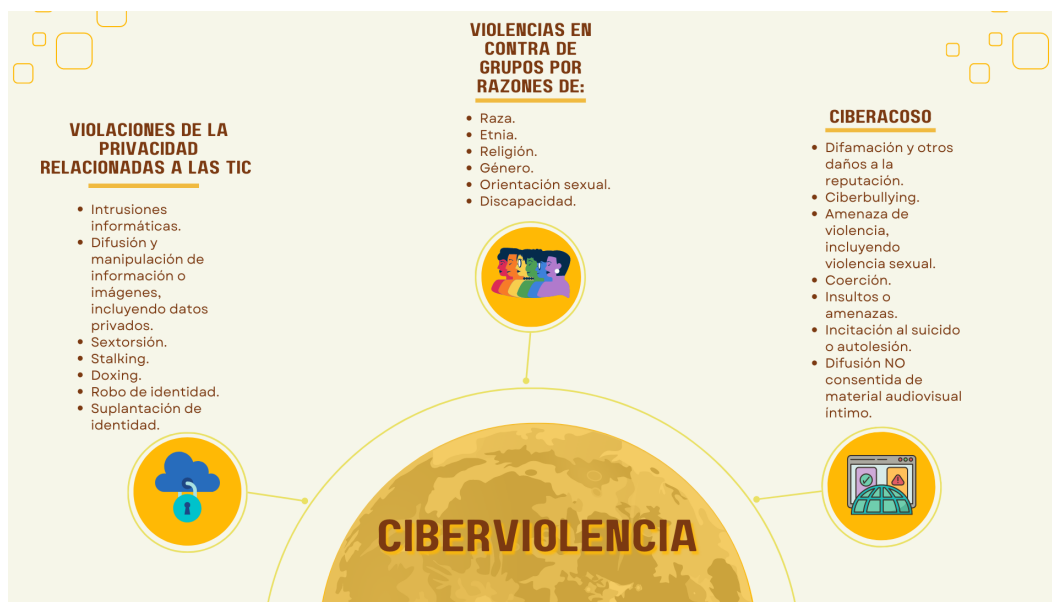 VIOLACIONES DE LA
PRIVACIDAD
RELACIONADAS A LAS TIC
• Intrusiones
informáticas.
• Difusión y
manipulación de
información o
imágenes,
incluyendo datos
privados.
• Sextorsión.
• Stalking.
• Doxing.
• Robo de identidad.
• Suplantación de
identidad.
VIOLENCIAS EN
CONTRA DE
GRUPOS POR
RAZONES DE:
• Raza.
• Etnia.
• Religión.
• Género.
• Orientación sexual.
• Discapacidad.
CIBERACOSO
• Difamación y otros
daños a la
reputación.
• Ciberbullying.
• Amenaza de
violencia,
incluyendo
violencia sexual.
• Coerción.
• Insultos o
amenazas.
• Incitación al suicido
o autolesión.
• Difusión NO
consentida de
material audiovisual
íntimo.
CIBERVIOLENCIA